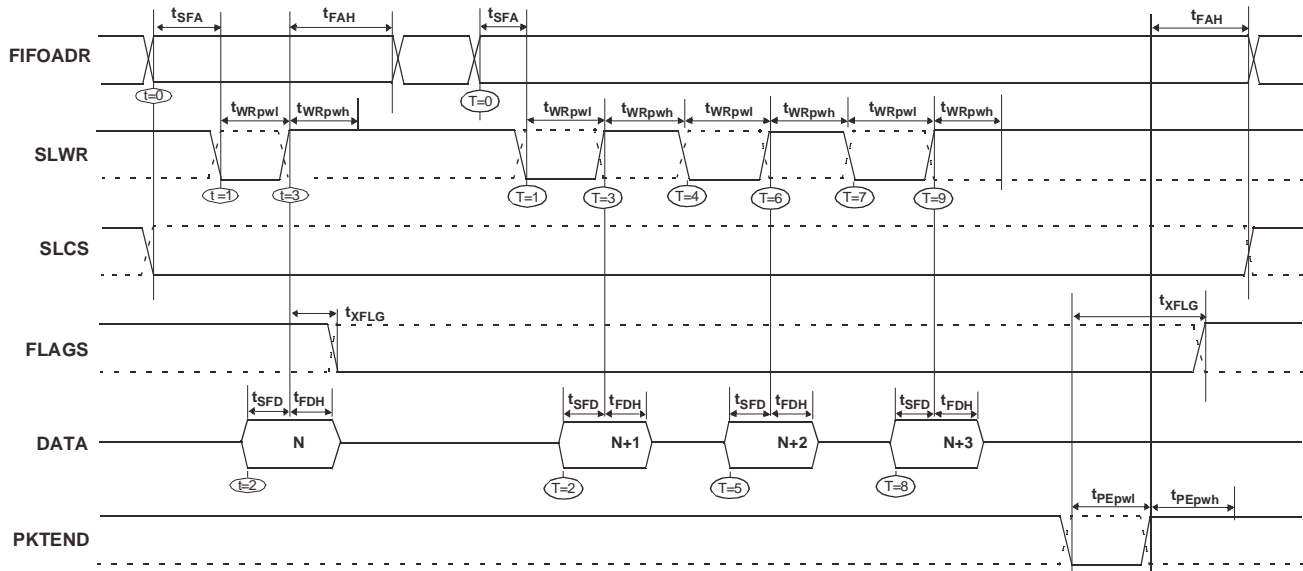 tSFA tFAH tSFA tFAH
FIFOADR
t=0 T=0
tWRpwl tWRpwh tWRpwl tWRpwh tWRpwl tWRpwh tWRpwl tWRpwh
SLWR
t=1 t=3 T=1 T=3 T=4 T=6 T=7 T=9
SLCS
tXFLG tXFLG
FLAGS
tSFD tFDH tSFD tFDH tSFD tFDH tSFD tFDH
DATA N N+1 N+2 N+3
t=2 T=2 T=5 T=8
tPEpwl tPEpwh
PKTEND